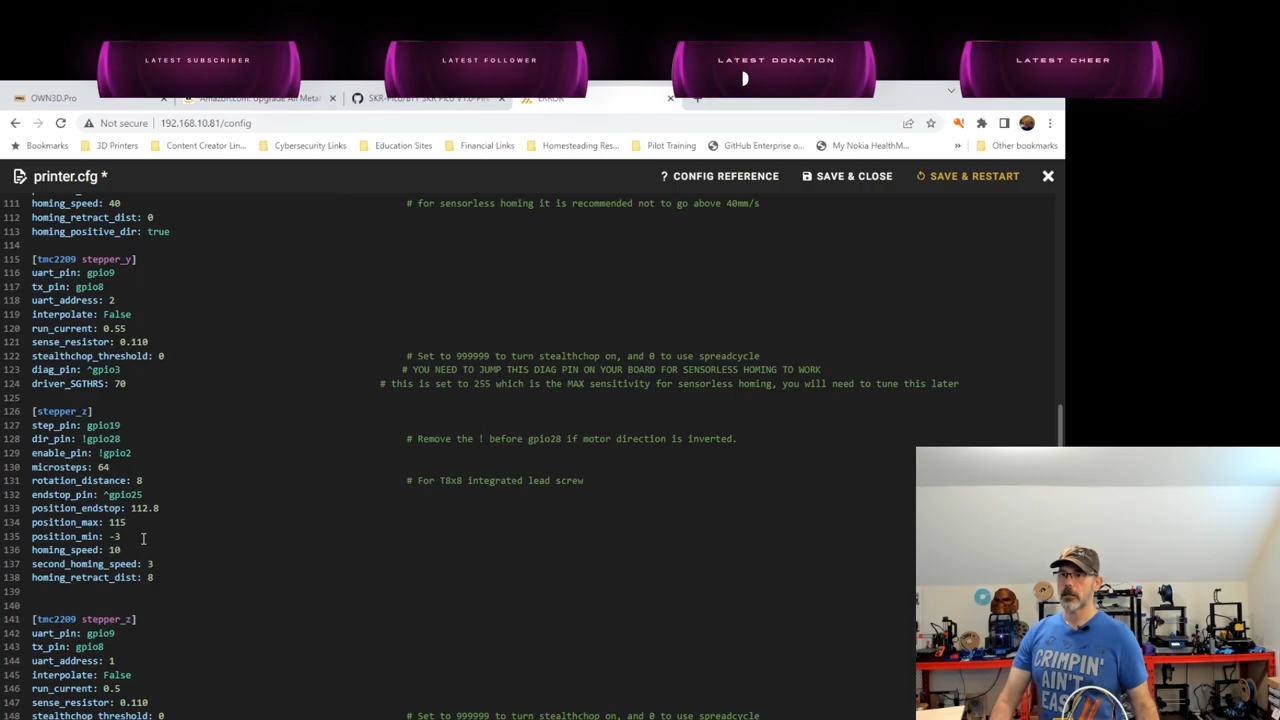 LATEST SUBSCRIBER
LATEST FOLLOWER
LATEST DONATION
LATEST CHEER
OWN3D.Pro
Amazon.com: Upgrade All Meta
ERROR
Not secure
192.168.10.81/config
Bookmarks
3D Printers
Content Creator Lin...
Cybersecurity Links
Education Sites
Financial Links
Homesteading Res...
Pilot Training
GitHub Enterprise o...
My Nokia HealthM...
»
Other bookmarks
printer.cfg *
? CONFIG REFERENCE
SAVE & CLOSE
SAVE & RESTART
111 homing_speed: 40 # for sensorless homing it is recommended not to go above 40mm/s
112 homing_retract_dist: 0
113 homing_positive_dir: true
114
115 [tmc2209 stepper_y]
116 uart_pin: gpio9
117 tx_pin: gpio8
118 uart_address: 2
119 interpolate: False
120 run_current: 0.55
121 sense_resistor: 0.110
122 stealthchop_threshold: 0 # Set to 999999 to turn stealthchop on, and 0 to use spreadcycle
123 diag_pin: ^gpio3 # YOU NEED TO JUMP THIS DIAG PIN ON YOUR BOARD FOR SENSORLESS HOMING TO WORK
124 driver_SGTHRS: 70 # this is set to 255 which is the MAX sensitivity for sensorless homing, you will need to tune this later
125
126 [stepper_z]
127 step_pin: gpio19
128 dir_pin: !gpio28 # Remove the ! before gpio28 if motor direction is inverted.
129 enable_pin: !gpio2
130 microsteps: 64
131 rotation_distance: 8 # For T8x8 integrated lead screw
132 endstop_pin: ^gpio25
133 position_endstop: 112.8
134 position_max: 115
135 position_min: -3
136 homing_speed: 10
137 second_homing_speed: 3
138 homing_retract_dist: 8
139
140
141 [tmc2209 stepper_z]
142 uart_pin: gpio9
143 tx_pin: gpio8
144 uart_address: 1
145 interpolate: False
146 run_current: 0.5
147 sense_resistor: 0.110
148 stealthchop_threshold: 0 # Set to 999999 to turn stealthchop on, and 0 to use spreadcycle
CRIMPIN'
AIN'T
EAS